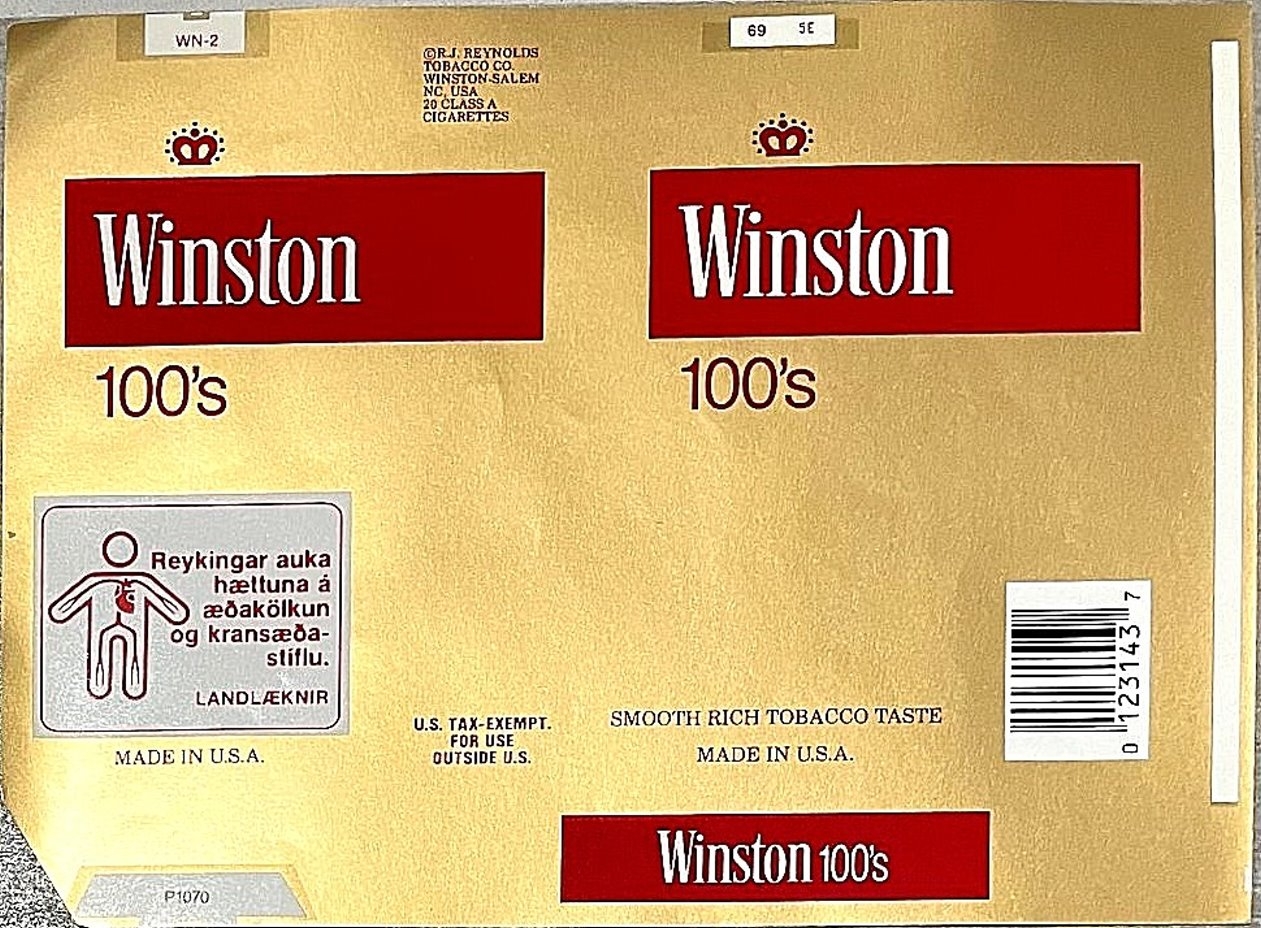 WN-2
69 5E
©R.J. REYNOLDS
TOBACCO CO.
WINSTON-SALEM
NC, USA
20 CLASS A
CIGARETTES
Winston
100's
Winston
100's
Reykingar auka
hættuna á
æðakölkun
og kransæða-
stíflu.
LANDLÆKNIR
MADE IN U.S.A.
U.S. TAX-EXEMPT.
FOR USE
OUTSIDE U.S.
SMOOTH RICH TOBACCO TASTE
MADE IN U.S.A.
0 123143 7
Winston 100's
P1070